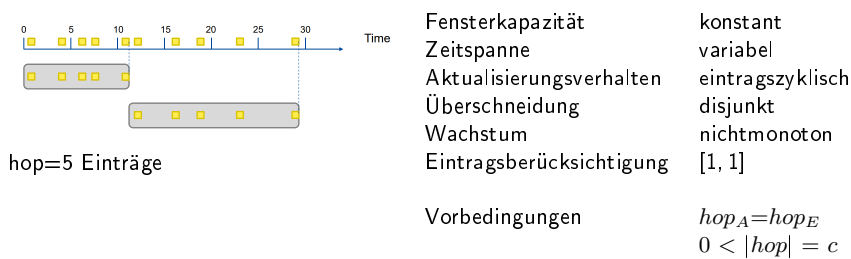 0 5 10 15 20 25 30
Time
hop=5 Einträge
Fensterkapazität konstant
Zeitspanne variabel
Aktualisierungsverhalten eintragszyklisch
Überschneidung disjunkt
Wachstum nichtmonoton
Eintragsberücksichtigung [1, 1]
Vorbedingungen hop_A=hop_E
0 < |hop| = c